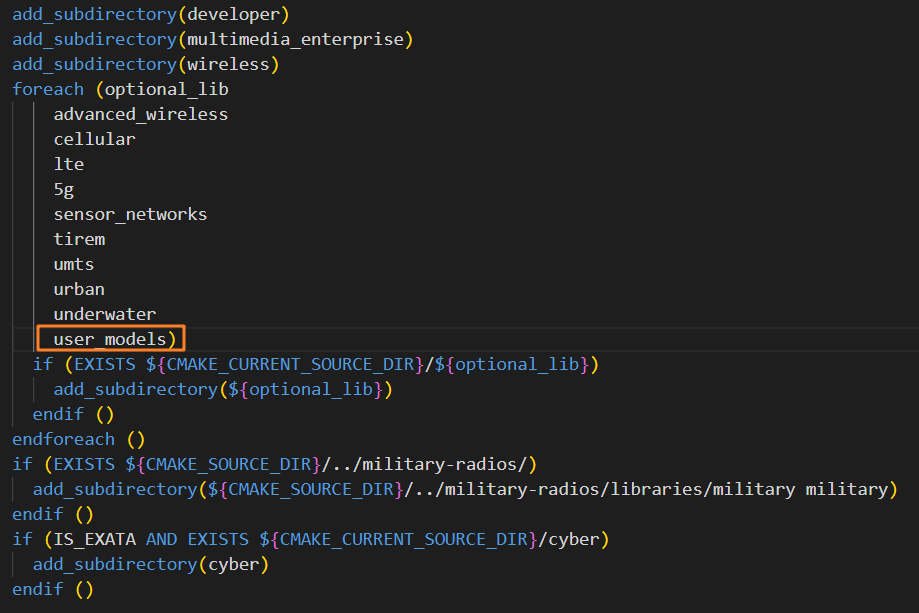 add_subdirectory(developer)
add_subdirectory(multimedia_enterprise)
add_subdirectory(wireless)
foreach (optional_lib
    advanced_wireless
    cellular
    lte
    5g
    sensor_networks
    tirem
    umts
    urban
    underwater
    user_models)
  if (EXISTS ${CMAKE_CURRENT_SOURCE_DIR}/${optional_lib})
    add_subdirectory(${optional_lib})
  endif ()
endforeach ()
if (EXISTS ${CMAKE_SOURCE_DIR}/../military-radios/)
  add_subdirectory(${CMAKE_SOURCE_DIR}/../military-radios/libraries/military military)
endif ()
if (IS_EXATA AND EXISTS ${CMAKE_CURRENT_SOURCE_DIR}/cyber)
  add_subdirectory(cyber)
endif ()